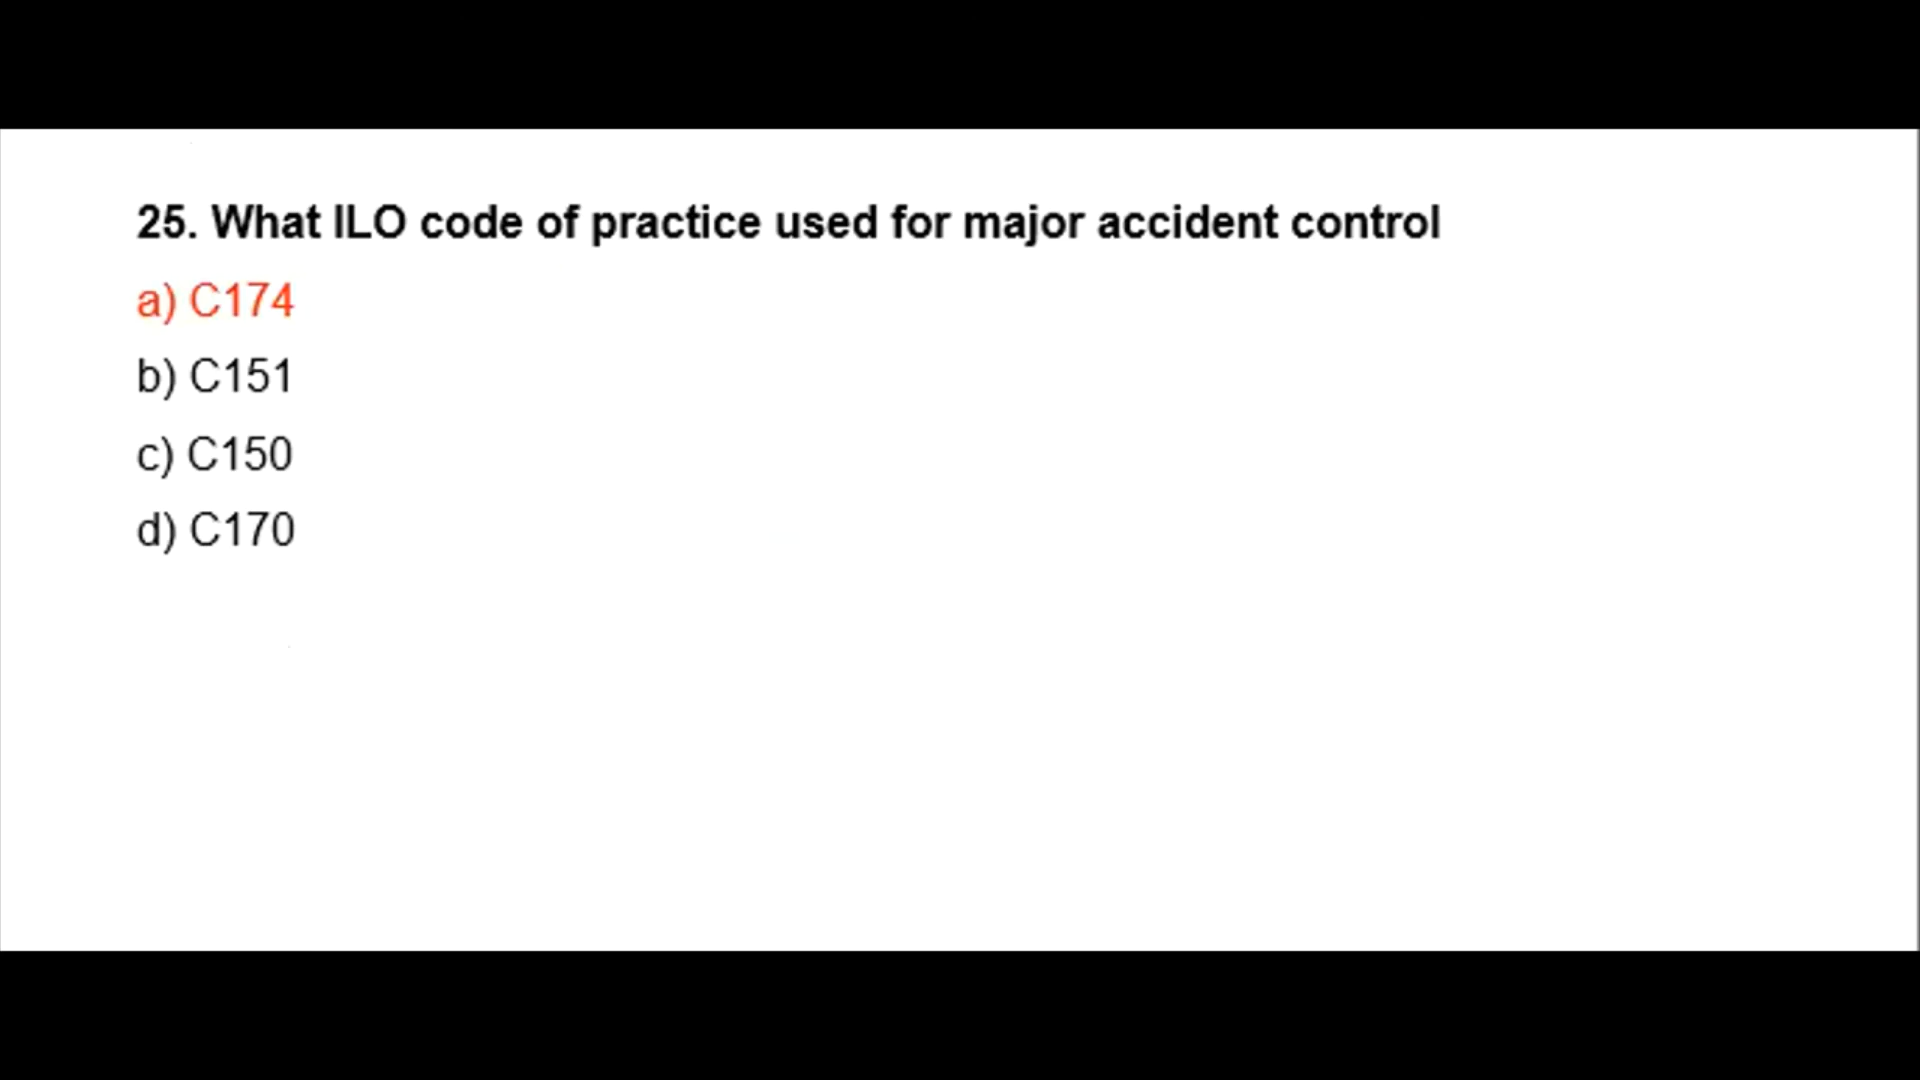 25. What ILO code of practice used for major accident control
a) C174
b) C151
c) C150
d) C170